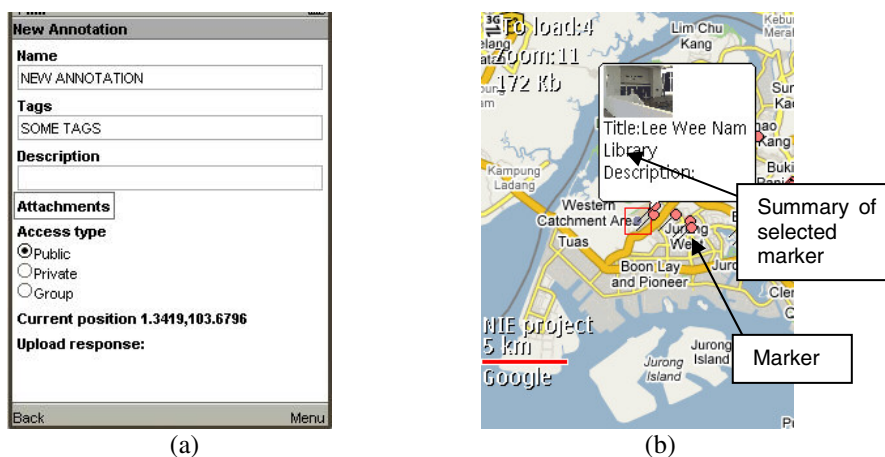 New Annotation
Name
NEW ANNOTATION
Tags
SOME TAGS
Description
Attachments
Access type
Public
Private
Group
Current position 1.3419,103.6796
Upload response:
Back
Menu
(a)
3G
To load:4
Zoom:11
172 Kb
Lim Chu
Kang
Title:Lee Wee Nam
Library
Description:
Kang
Kampung
Ladang
Western
Catchment Area
Tuas
Jurong
West
Boon Lay
and Pioneer
NIE project
5 km
Google
Jurong
Island
Jurong
Island
Summary of
selected
marker
Marker
(b)